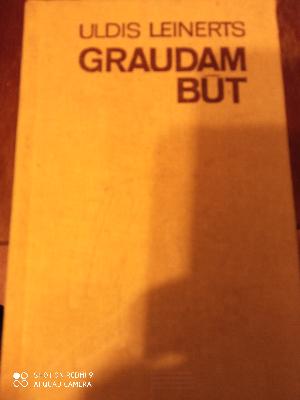 ULDIS LEINERTS
GRAUDAM
BŪT
SHOT ON REDMI 9
AI QUAD CAMERA